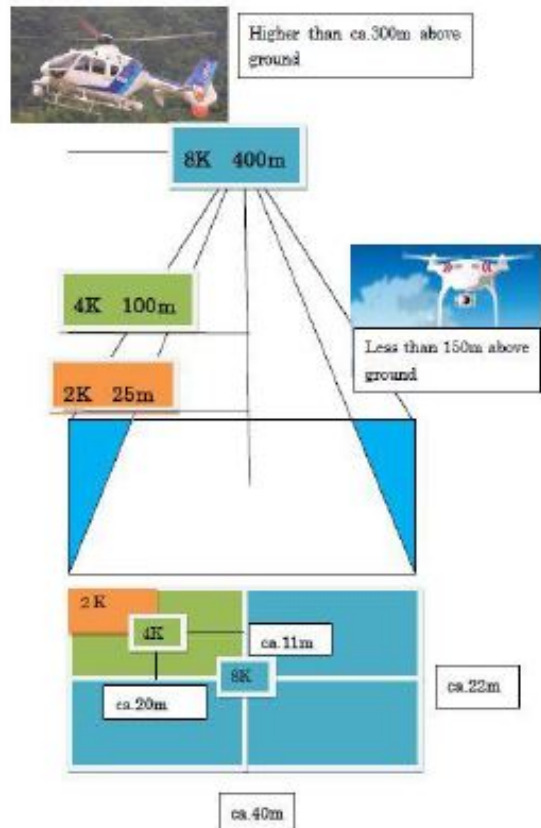 Higher than ca.300m above
ground
8K 400m
4K 100m
Less than 150m above
ground
2K 25m
2K
4K
ca.11m
8K
ca.20m
ca.22m
ca.40m